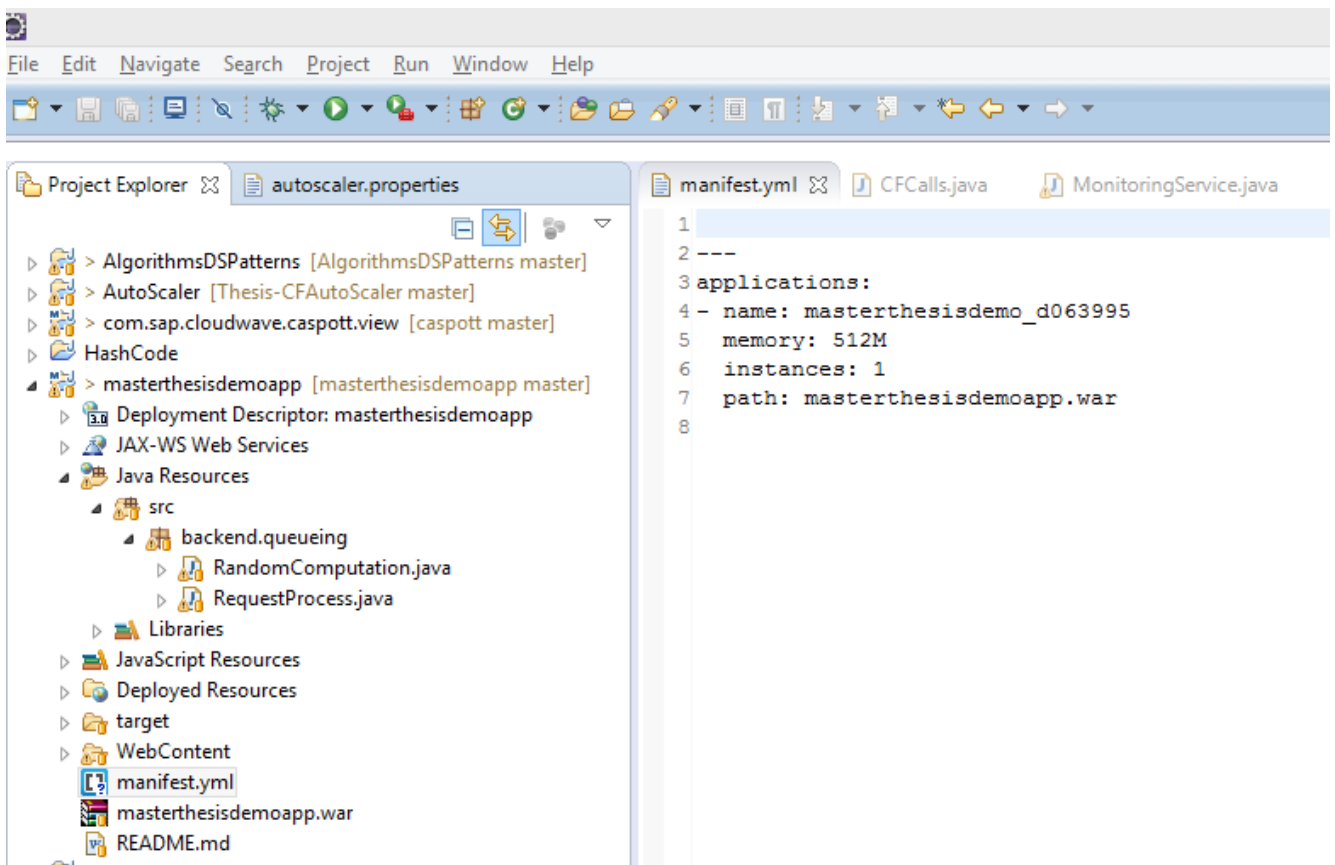 File Edit Navigate Search Project Run Window Help
Project Explorer autoscaler.properties
> AlgorithmsDSPatterns [AlgorithmsDSPatterns master]
> AutoScaler [Thesis-CFAutoScaler master]
> com.sap.cloudwave.caspott.view [caspott master]
HashCode
> masterthesisdemoapp [masterthesisdemoapp master]
Deployment Descriptor: masterthesisdemoapp
JAX-WS Web Services
Java Resources
src
backend.queueing
RandomComputation.java
RequestProcess.java
Libraries
JavaScript Resources
Deployed Resources
target
WebContent
manifest.yml
masterthesisdemoapp.war
README.md
manifest.yml CFCalls.java MonitoringService.java
1
2 ---
3 applications:
4 - name: masterthesisdemo_d063995
5   memory: 512M
6   instances: 1
7   path: masterthesisdemoapp.war
8